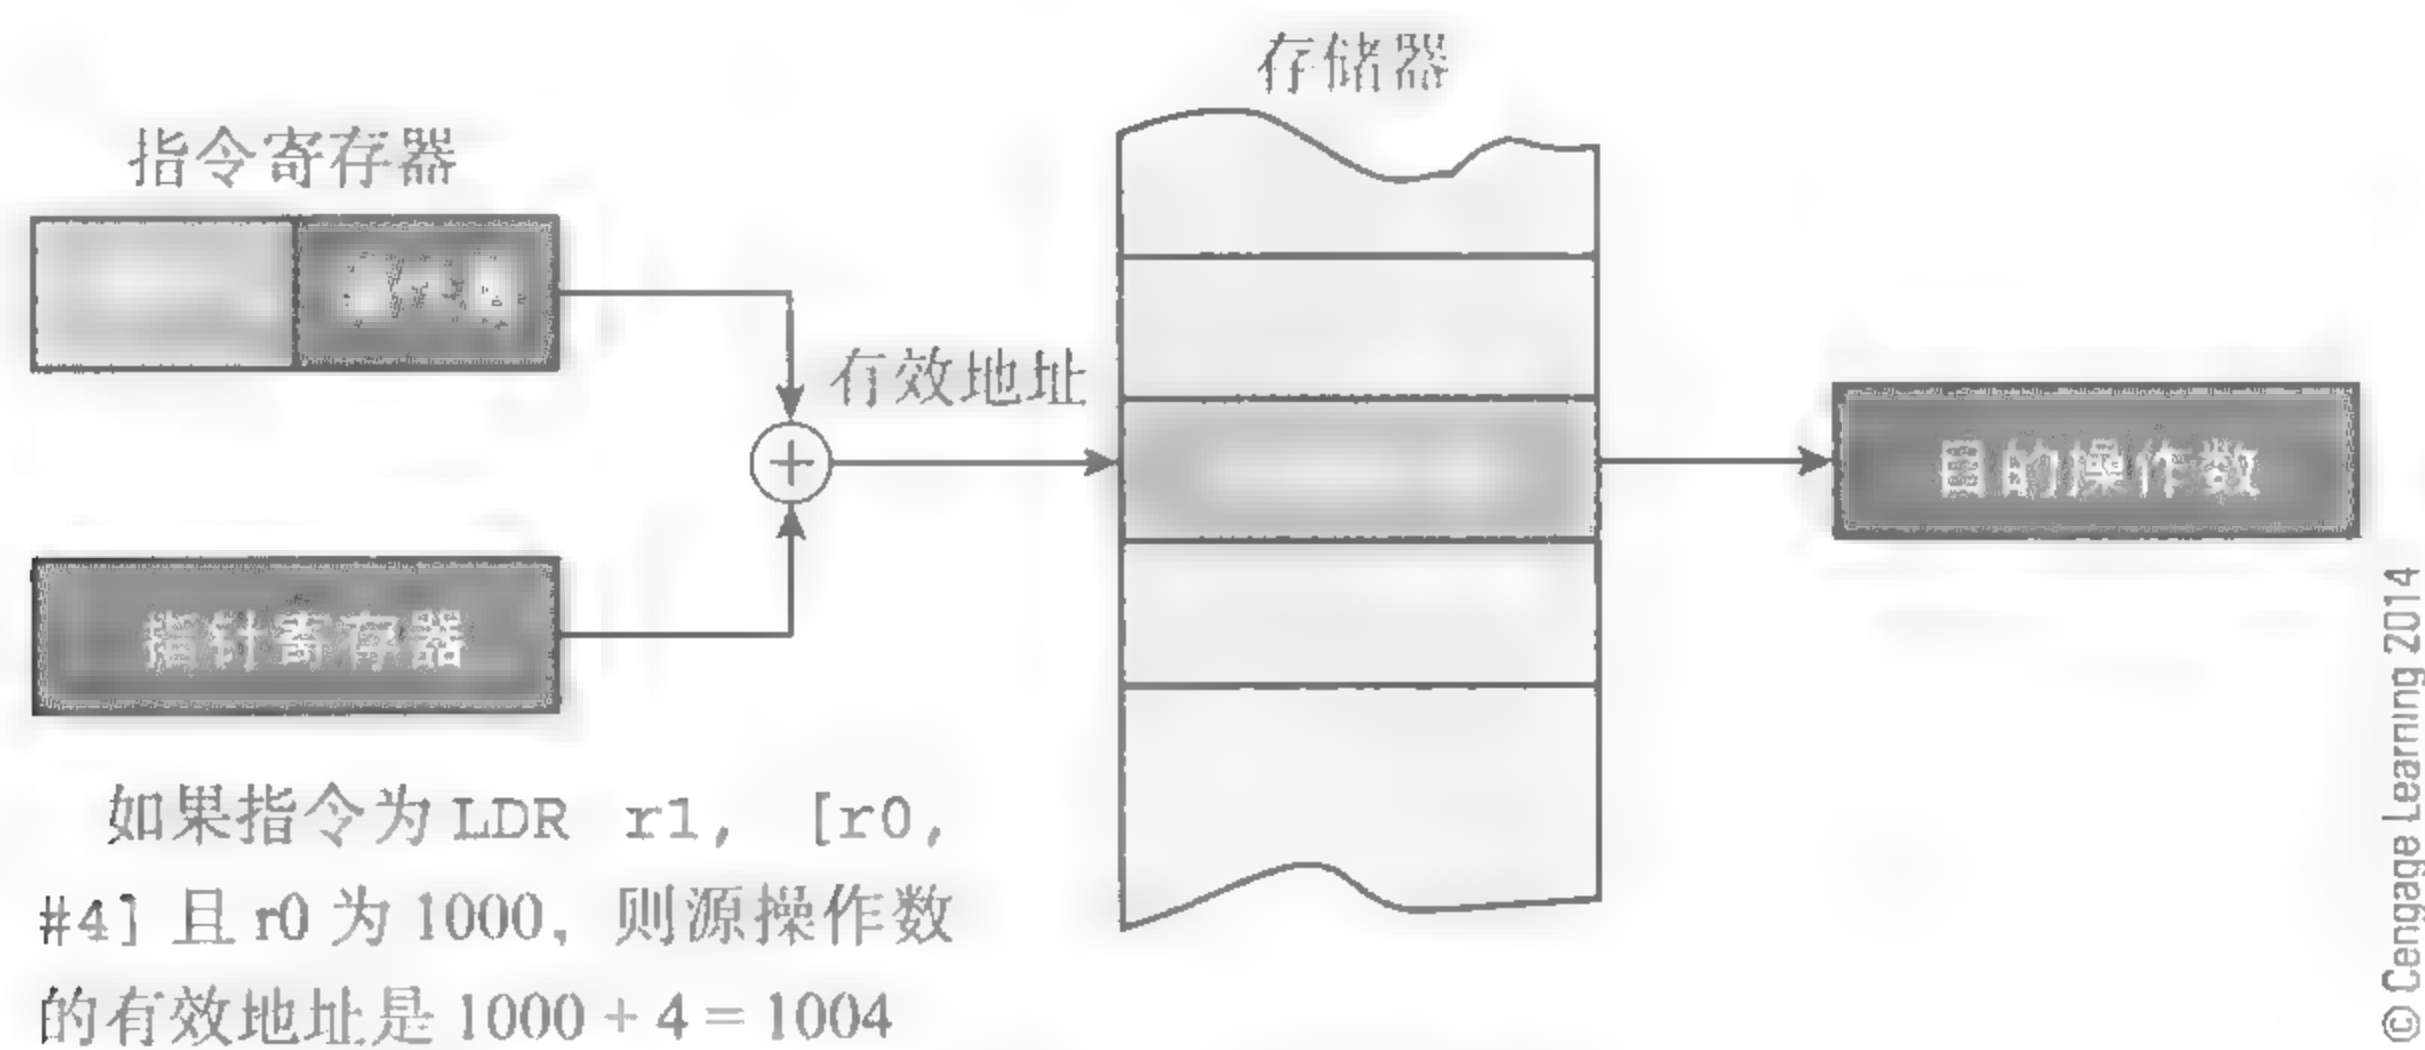 存储器
指令寄存器
有效地址
目的操作数
指针寄存器
如果指令为 LDR r1, [r0,
#4] 且 r0 为 1000，则源操作数
的有效地址是 1000 + 4 = 1004
© Cengage Learning 2014